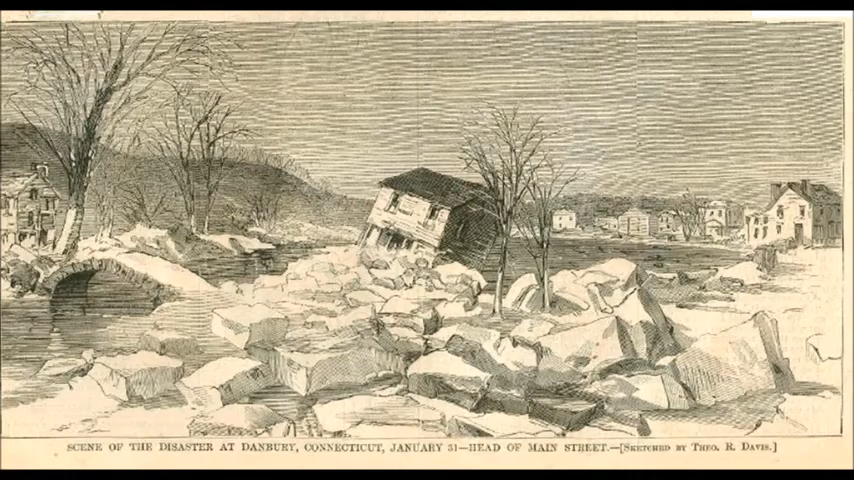 SCENE OF THE DISASTER AT DANBURY, CONNECTICUT, JANUARY 31—HEAD OF MAIN STREET.—[Sketched by Theo. R. Davis.]